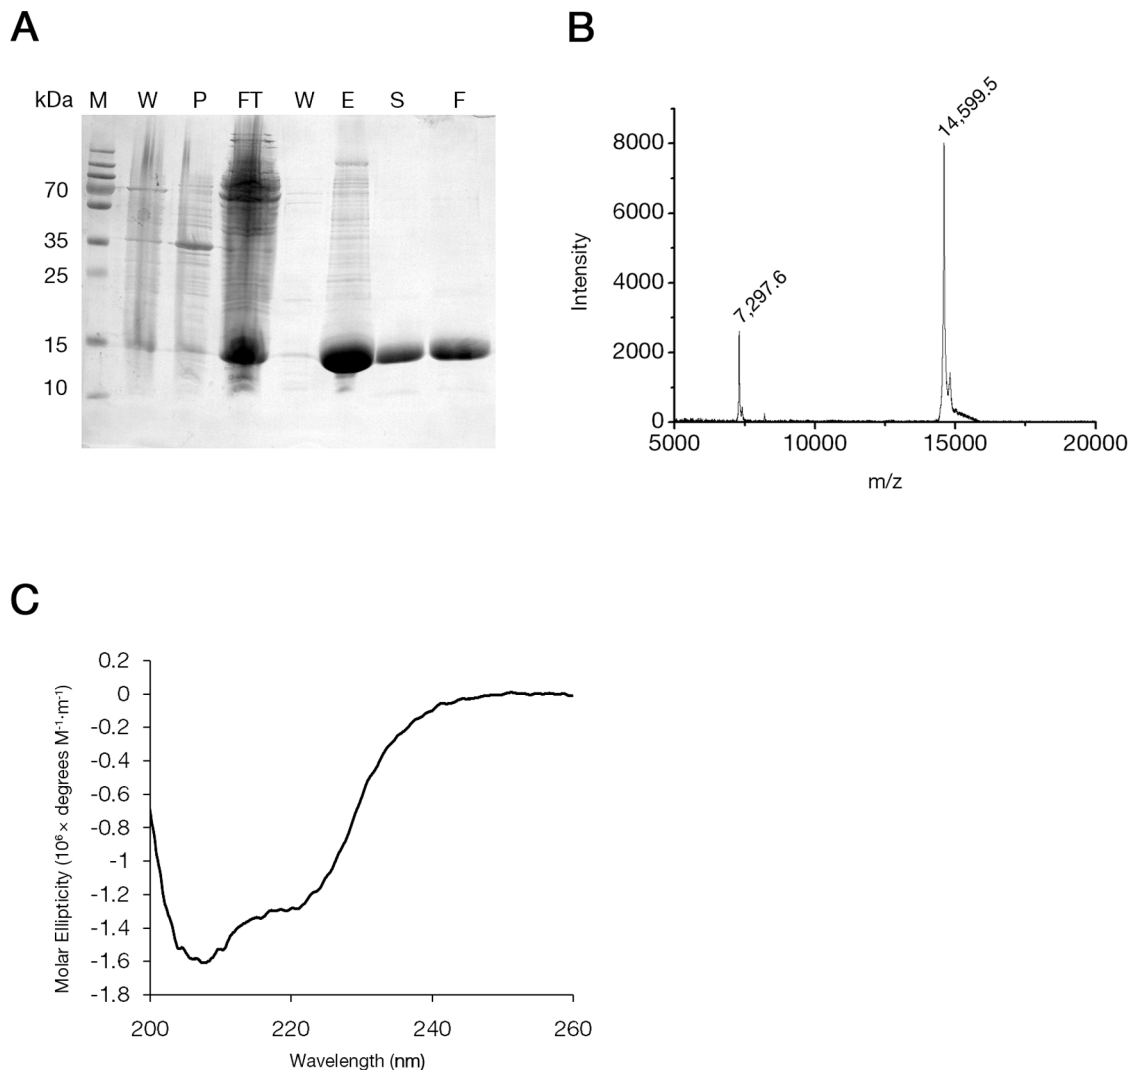 A
kDa M W P FT W E S F
70
35
25
15
10
B
14,599.5
7,297.6
8000
6000
4000
2000
0
Intensity
5000 10000 15000 20000
m/z
C
0.2
0
-0.2
-0.4
-0.6
-0.8
-1
-1.2
-1.4
-1.6
-1.8
Molar Ellipticity (10⁶ × degrees M⁻¹·m⁻¹)
200 220 240 260
Wavelength (nm)